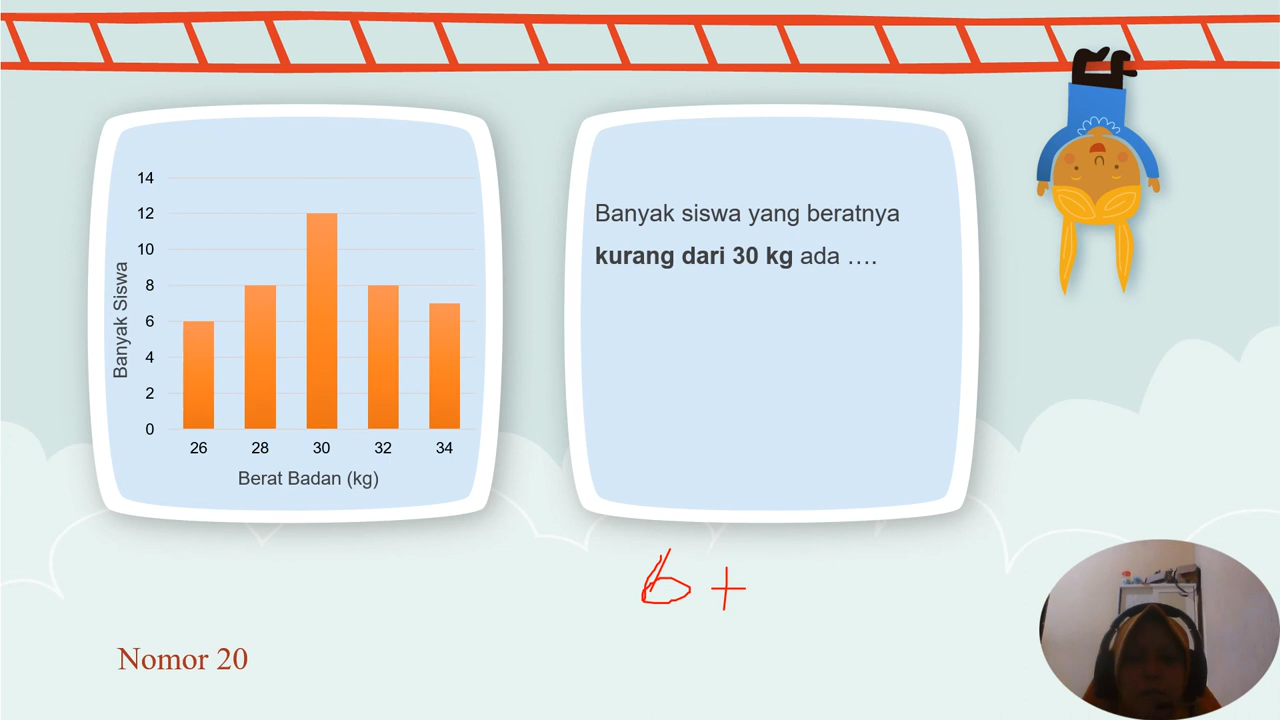 14
12
10
8
6
4
2
0
Banyak Siswa
26 28 30 32 34
Berat Badan (kg)
Banyak siswa yang beratnya
kurang dari 30 kg ada ….
6 +
Nomor 20